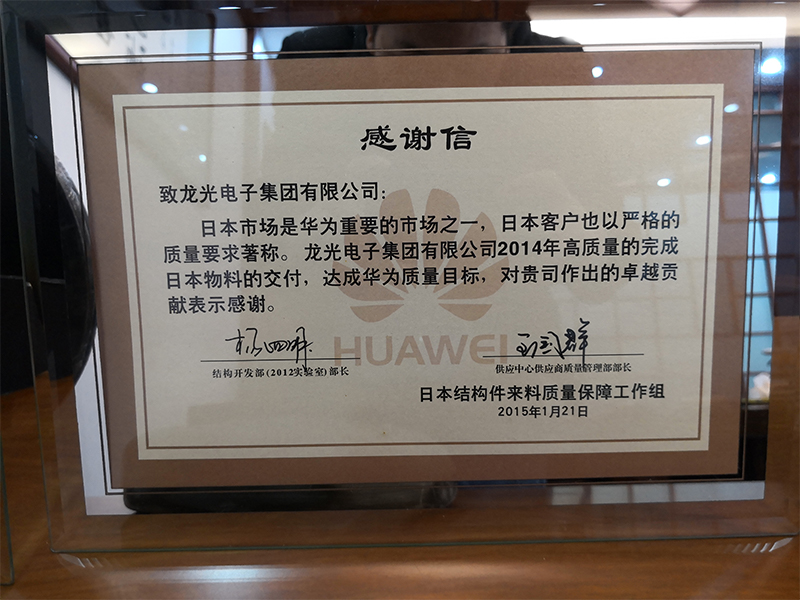 感谢信
致龙光电子集团有限公司：
日本市场是华为重要的市场之一，日本客户也以严格的
质量要求著称。龙光电子集团有限公司2014年高质量的完成
日本物料的交付，达成华为质量目标，对贵司作出的卓越贡
献表示感谢。
HUAWEI
结构开发部(2012实验室)部长
供应中心供应商质量管理部部长
日本结构件来料质量保障工作组
2015年1月21日